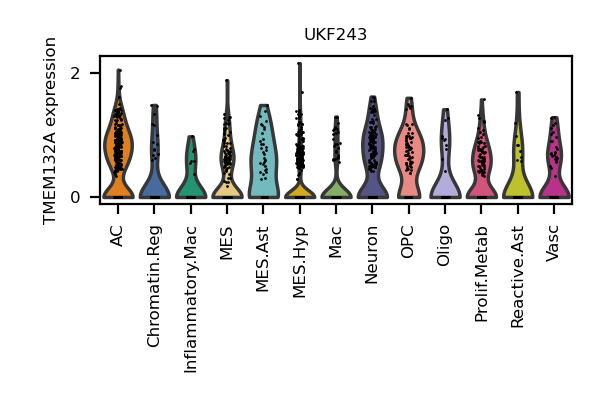 UKF243
TMEM132A expression
2
0
AC
Chromatin.Reg
Inflammatory.Mac
MES
MES.Ast
MES.Hyp
Mac
Neuron
OPC
Oligo
Prolif.Metab
Reactive.Ast
Vasc